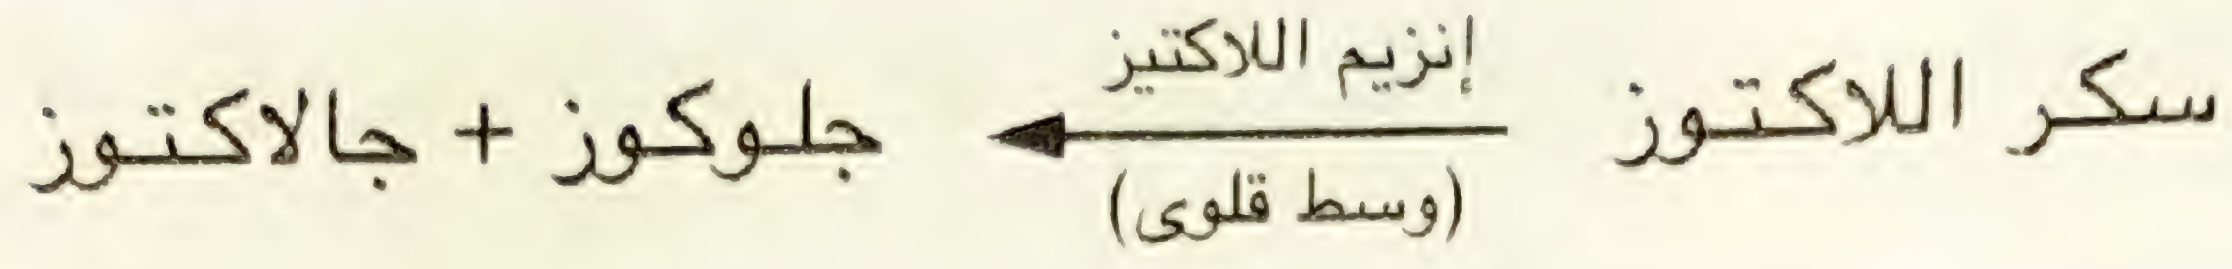 إنزيم اللاكتيز
سكر اللاكتوز ← جلوكوز + جالاكتوز
(وسط قلوى)